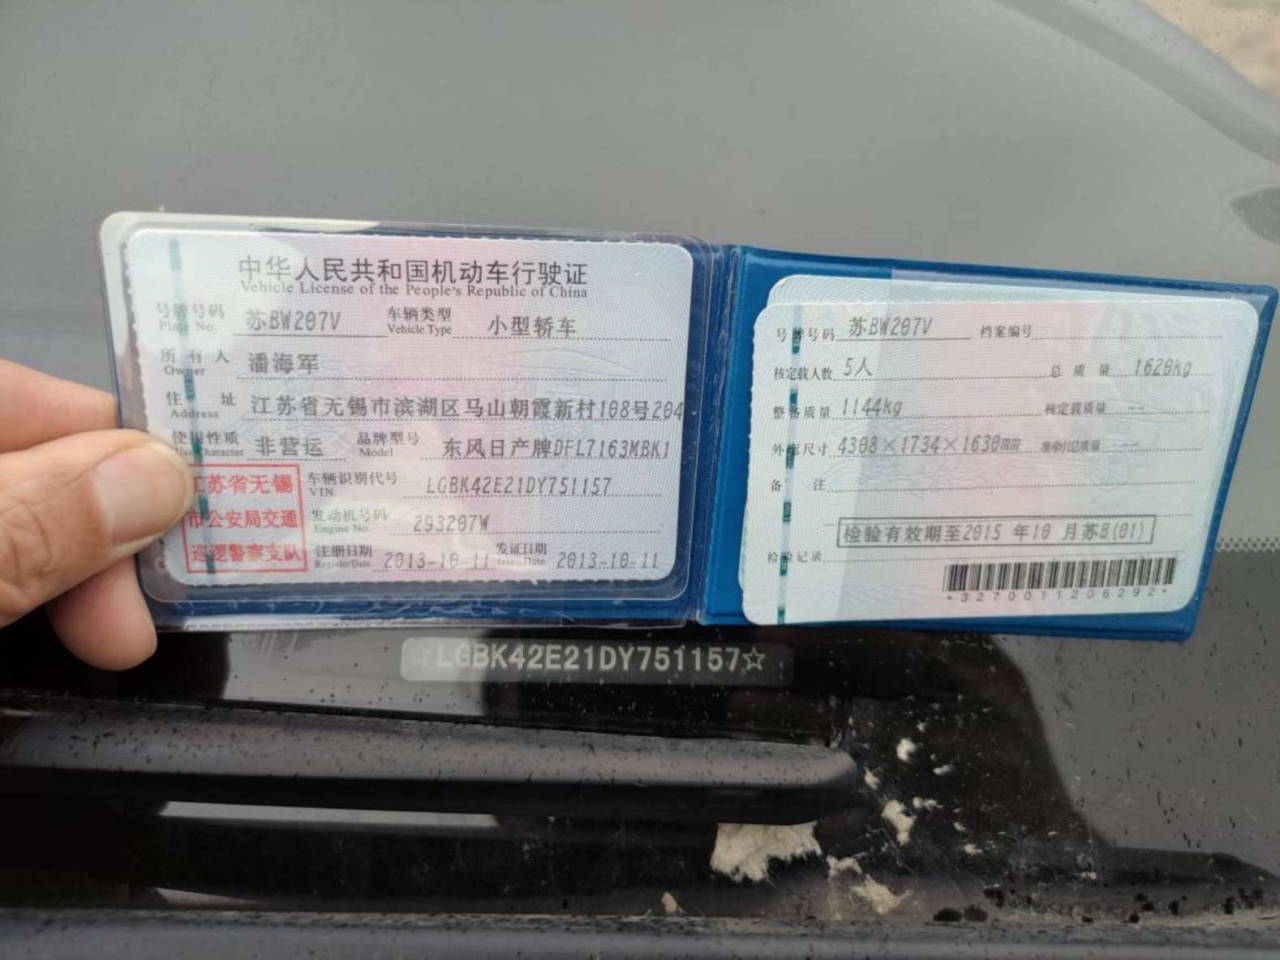 中华人民共和国机动车行驶证
Vehicle License of the People's Republic of China
号牌号码 苏BW207V 车辆类型 小型轿车
Plate No. Vehicle Type
所有人 潘海军
Owner
住址 江苏省无锡市滨湖区马山朝霞新村108号204
Address
使用性质 非营运 品牌型号 东风日产牌DFL7163MBK1
Use Character Model
江苏省无锡
市公安局交通
巡逻警察支队
车辆识别代号 LGBK42E21DY751157
VIN
发动机号码 293207W
Engine No.
注册日期 2013-10-11 发证日期 2013-10-11
Register Date Issue Date
号牌号码 苏BW207V 档案编号
核定载人数 5人 总质量 1620kg
整备质量 1144kg 核定载质量 --
外廓尺寸 4308×1734×1630 准牵引总质量 --
备注
检验有效期至2015 年10 月苏B(01)
检验记录
*3270011206292*
☆LGBK42E21DY751157☆